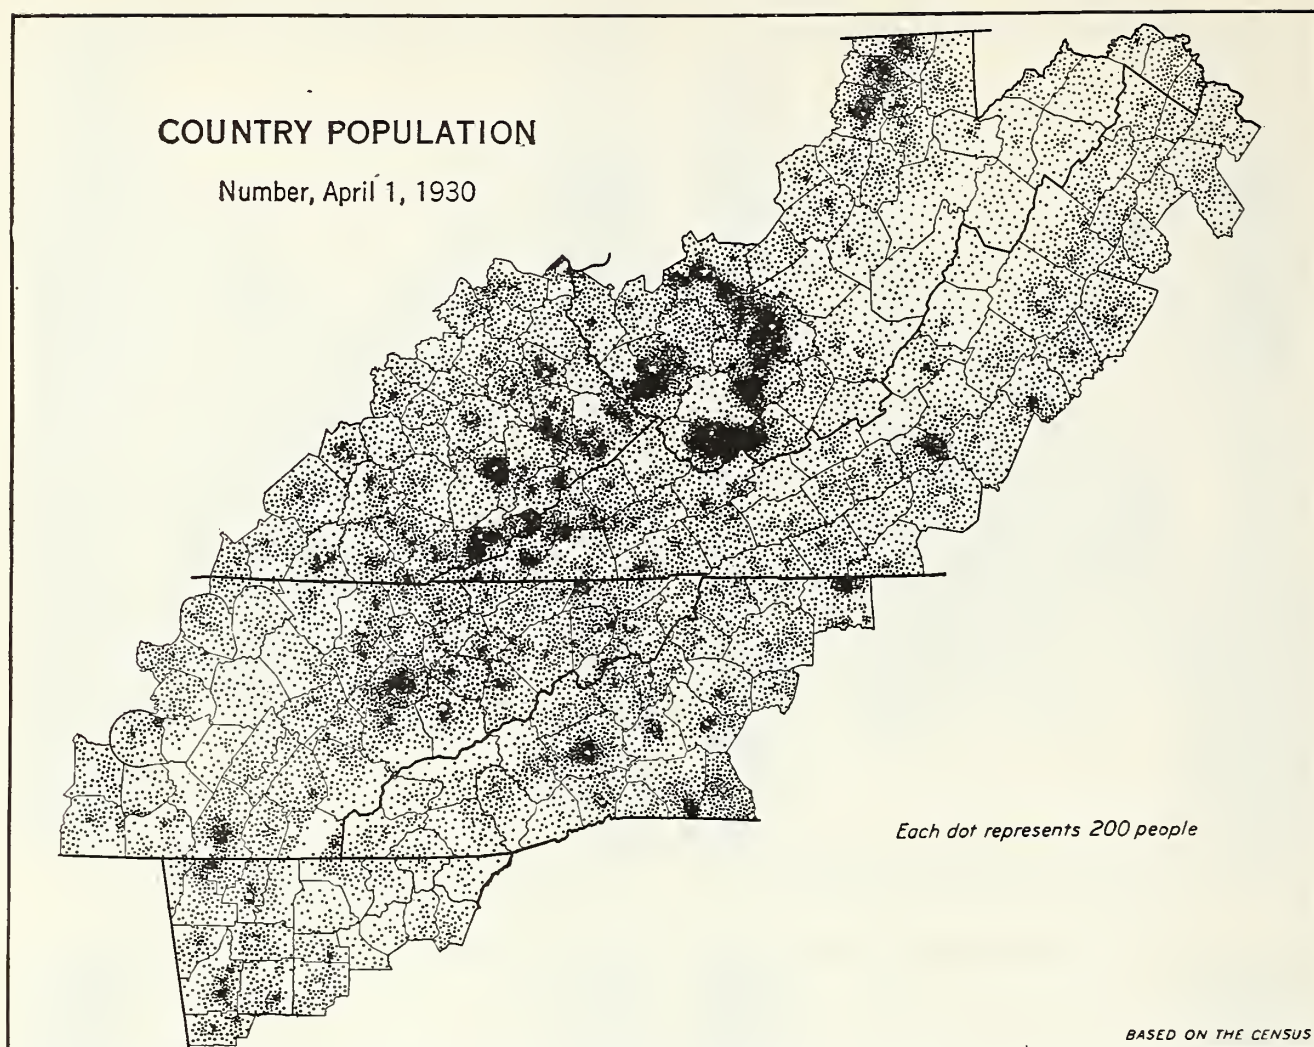 COUNTRY POPULATION
Number, April 1, 1930
Each dot represents 200 people
BASED ON THE CENSUS